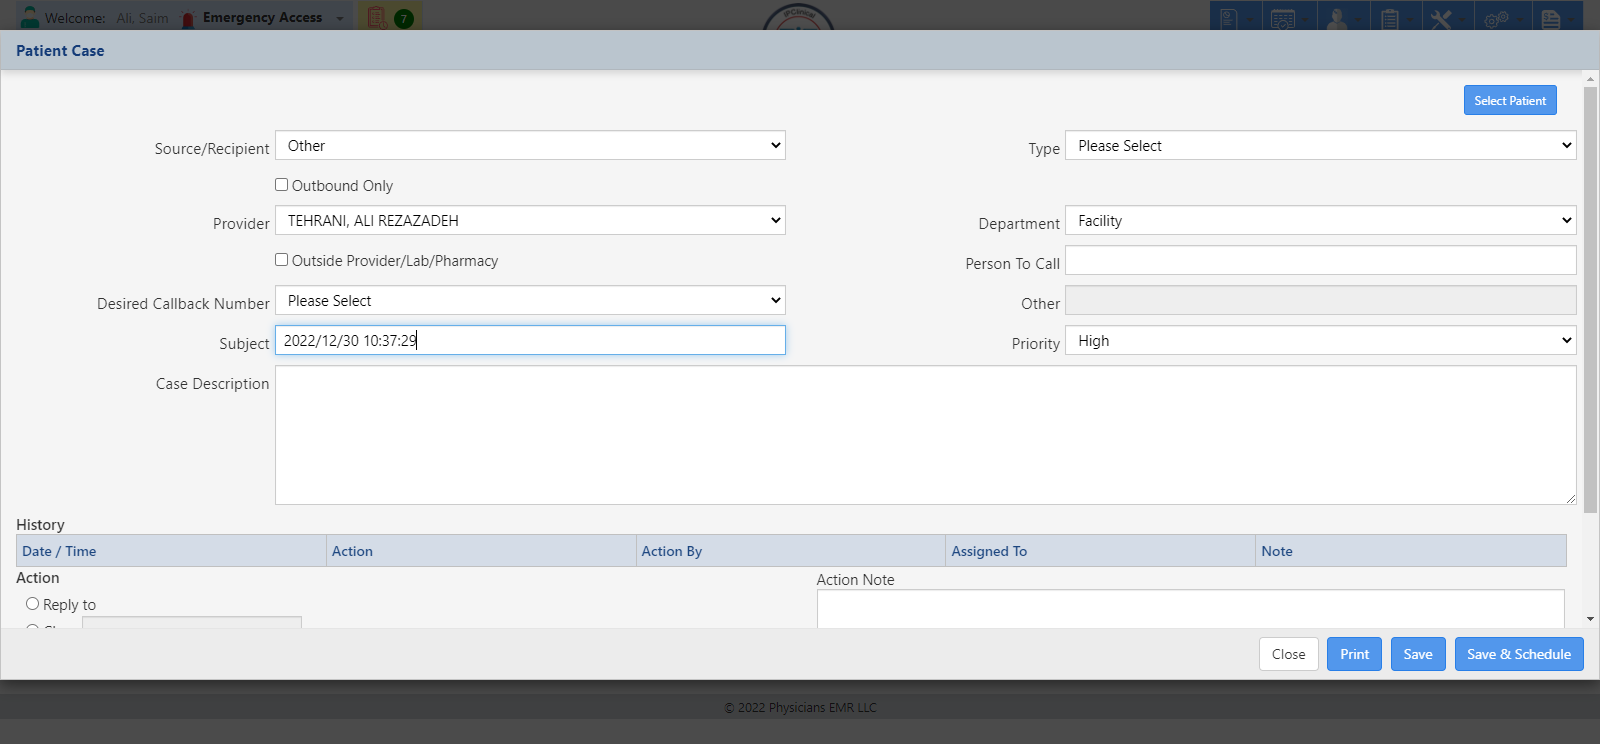 Welcome: Ali, Saim Emergency Access 7
IPClinical
Patient Case
Select Patient
Source/Recipient Other Type Please Select
Outbound Only
Provider TEHRANI, ALI REZAZADEH Department Facility
Outside Provider/Lab/Pharmacy Person To Call
Desired Callback Number Please Select Other
Subject 2022/12/30 10:37:29 Priority High
Case Description
History
Date / Time Action Action By Assigned To Note
Action
Action Note
Reply to
Close Print Save Save & Schedule
© 2022 Physicians EMR LLC